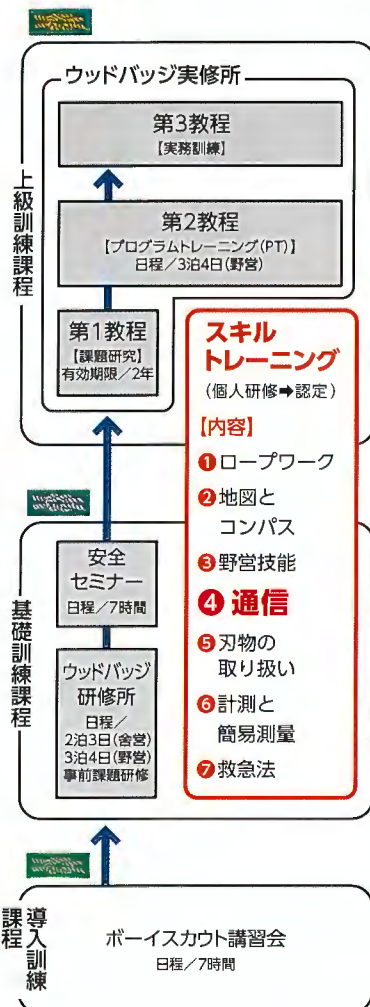 ウッドバッジ実修所
第3教程
【実務訓練】
上級訓練課程
第2教程
【プログラムトレーニング(PT)】
日程/3泊4日(野営)
第1教程
【課題研究】
有効期限/2年
スキル
トレーニング
(個人研修➡認定)
【内容】
❶ロープワーク
❷地図と
コンパス
❸野営技能
❹通信
❺刃物の
取り扱い
❻計測と
簡易測量
❼救急法
基礎訓練課程
安全
セミナー
日程/7時間
ウッドバッジ
研修所
日程/
2泊3日(舎営)
3泊4日(野営)
事前課題研修
導入訓練
課程
ボーイスカウト講習会
日程/7時間